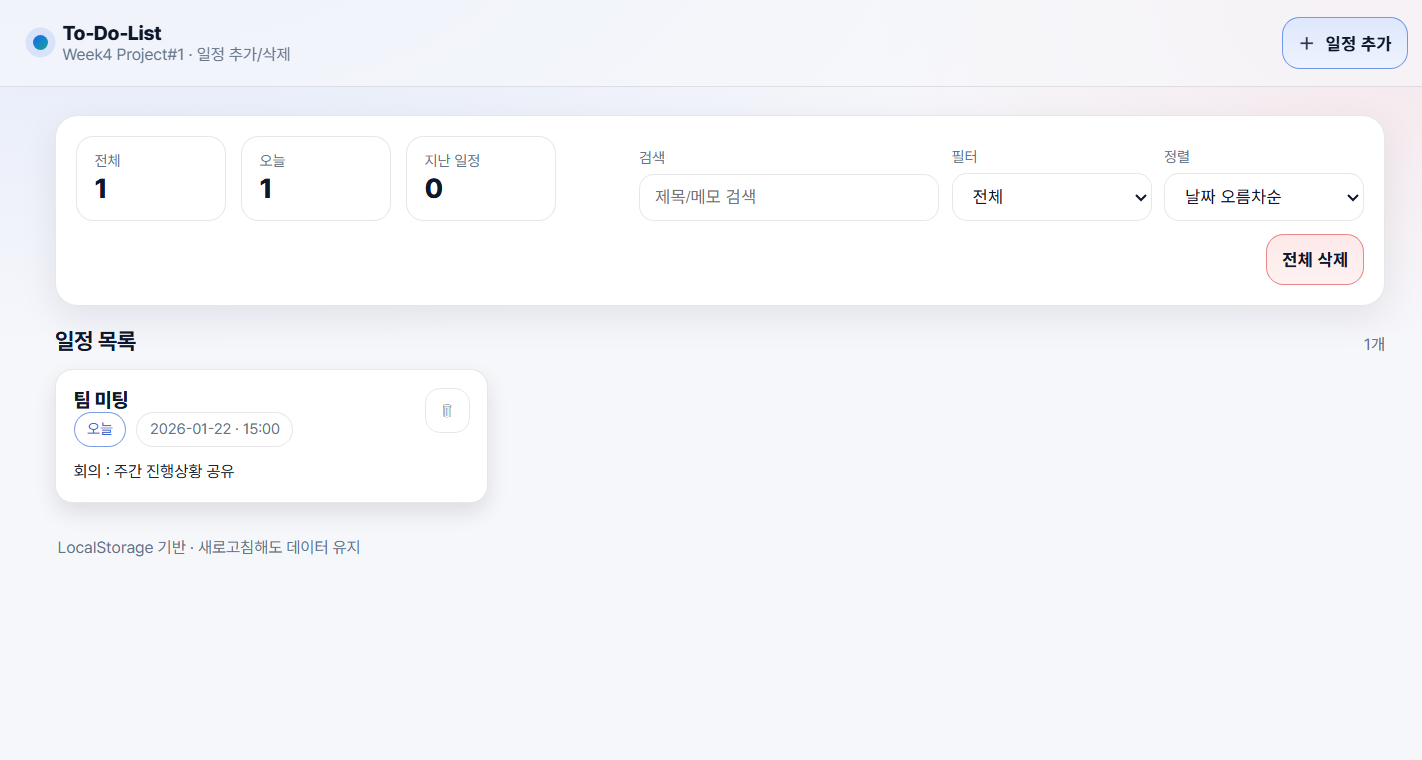 To-Do-List
Week4 Project#1 · 일정 추가/삭제
+ 일정 추가
전체
1
오늘
1
지난 일정
0
검색
제목/메모 검색
필터
전체
정렬
날짜 오름차순
전체 삭제
일정 목록
1개
팀 미팅
오늘
2026-01-22 · 15:00
회의 : 주간 진행상황 공유
LocalStorage 기반 · 새로고침해도 데이터 유지